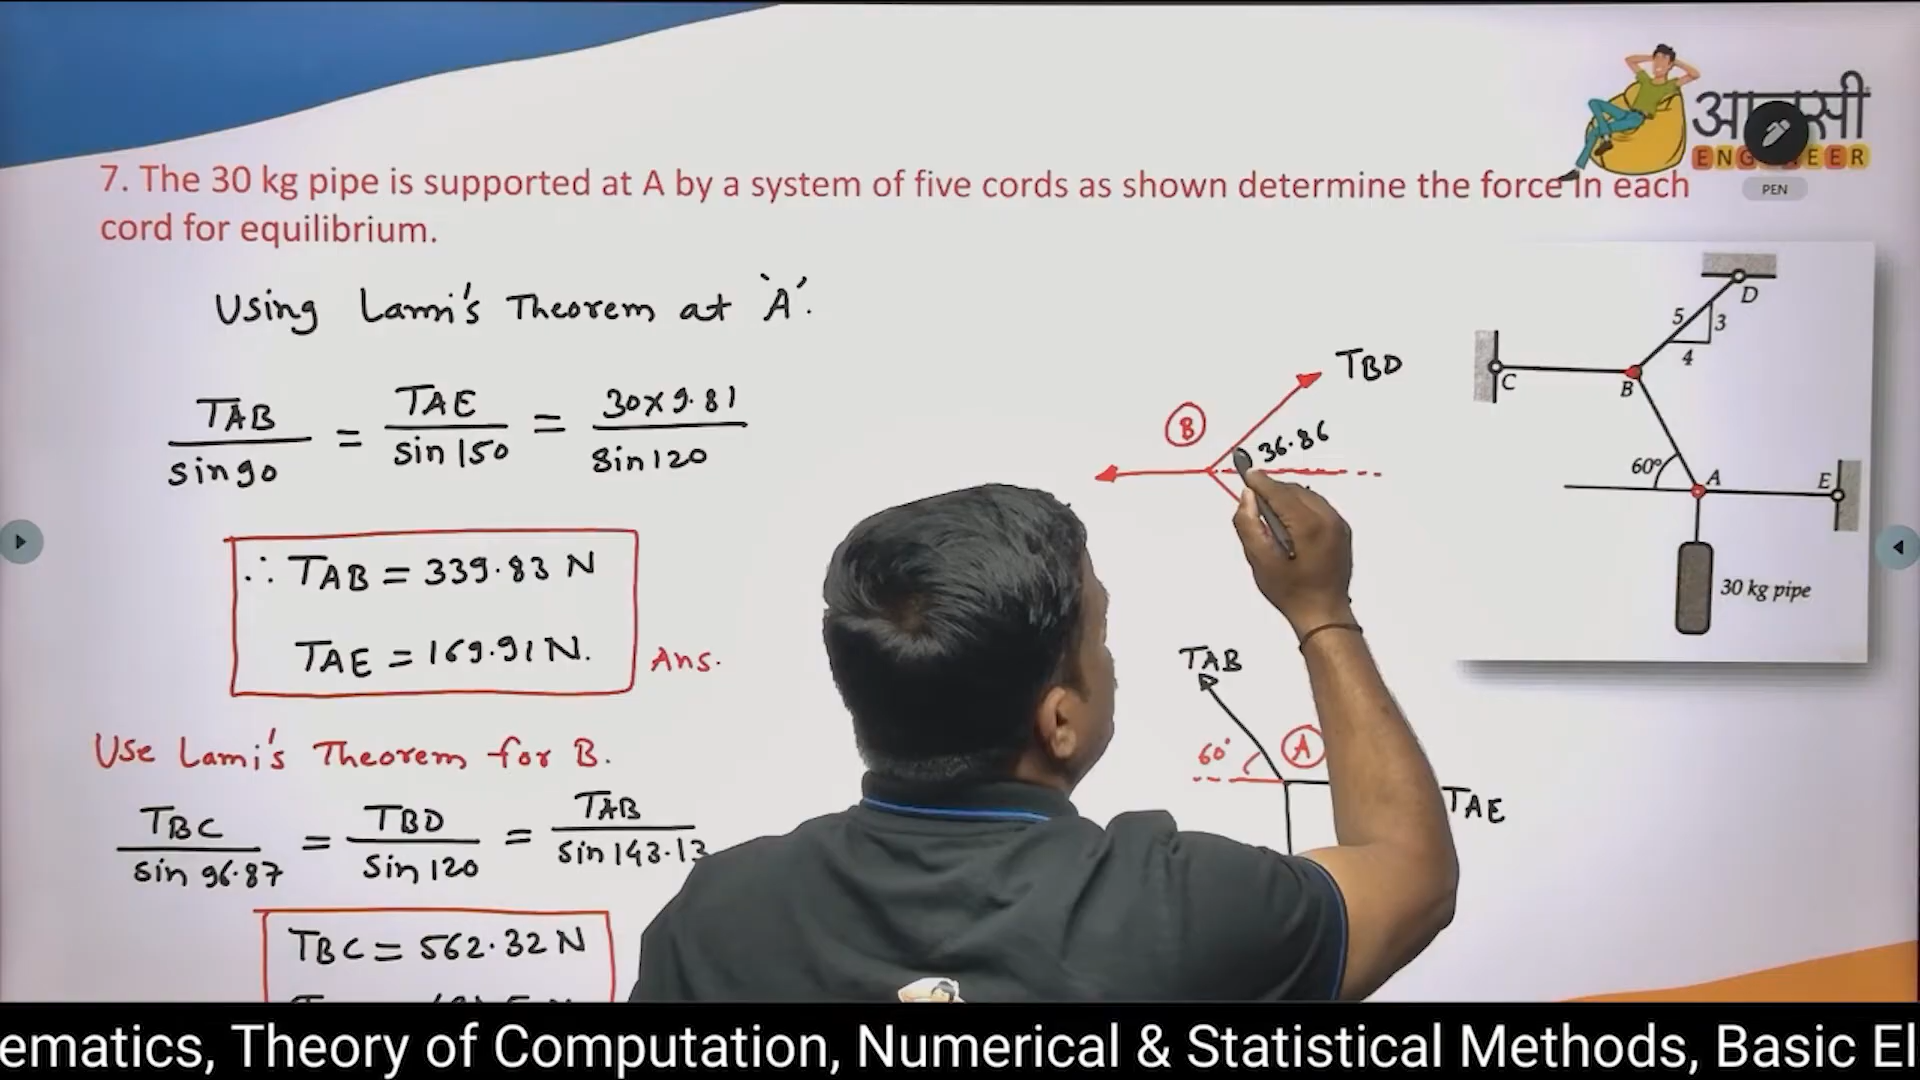 आलसी
ENGINEER
PEN
7. The 30 kg pipe is supported at A by a system of five cords as shown determine the force in each
cord for equilibrium.
Using Lami's Theorem at 'A'.
TAB/sin90 = TAE/sin150 = 30x9.81/sin120
∴ TAB = 339.83 N
TAE = 169.91 N.
Ans.
Use Lami's Theorem for B.
TBC/sin 96.87 = TBD/sin 120 = TAB/sin 143.13
TBC = 562.32 N
TBD
B
36.86
TAB
60°
A
TAE
D
5
3
4
C
B
60°
A
E
30 kg pipe
ematics, Theory of Computation, Numerical & Statistical Methods, Basic El